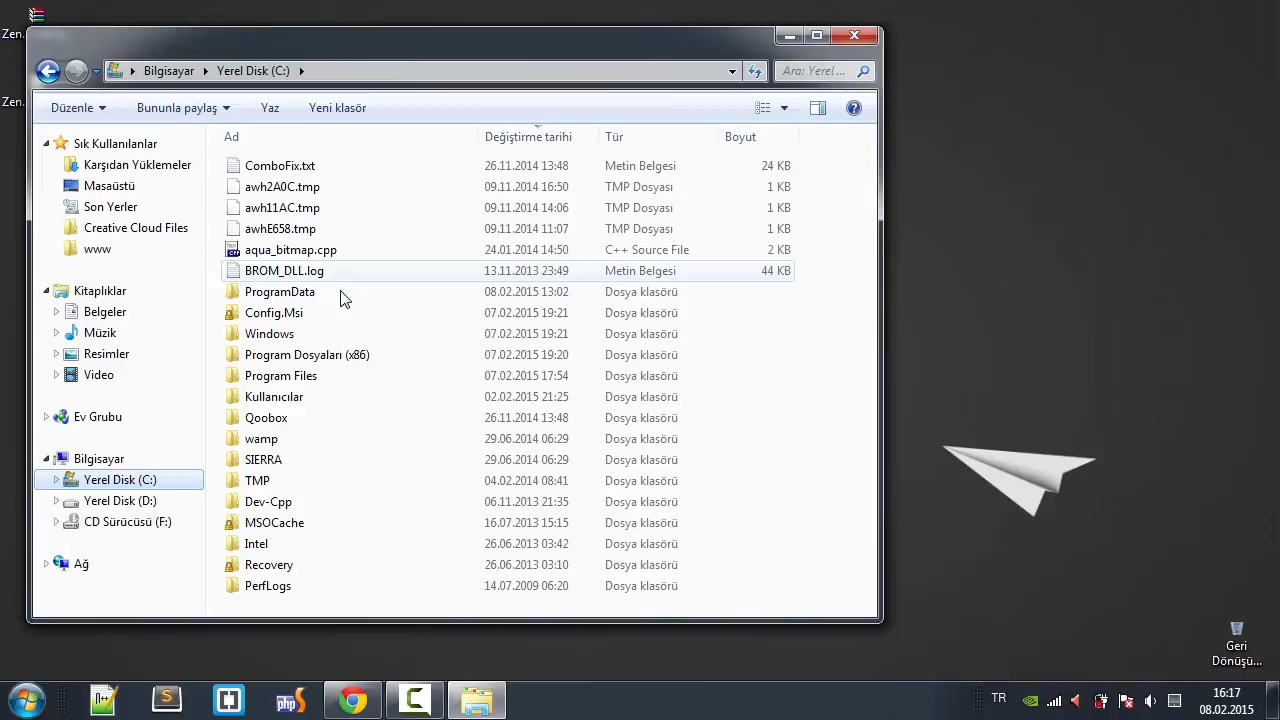 Zen.
Zen.
Bilgisayar Yerel Disk (C:)
Ara: Yerel ...
Düzenle Bununla paylaş Yaz Yeni klasör
Ad Değiştirme tarihi Tür Boyut
Sık Kullanılanlar
Karşıdan Yüklemeler
Masaüstü
Son Yerler
Creative Cloud Files
www
Kitaplıklar
Belgeler
Müzik
Resimler
Video
Ev Grubu
Bilgisayar
Yerel Disk (C:)
Yerel Disk (D:)
CD Sürücüsü (F:)
Ağ
ComboFix.txt 26.11.2014 13:48 Metin Belgesi 24 KB
awh2A0C.tmp 09.11.2014 16:50 TMP Dosyası 1 KB
awh11AC.tmp 09.11.2014 14:06 TMP Dosyası 1 KB
awhE658.tmp 09.11.2014 11:07 TMP Dosyası 1 KB
aqua_bitmap.cpp 24.01.2014 14:50 C++ Source File 2 KB
BROM_DLL.log 13.11.2013 23:49 Metin Belgesi 44 KB
ProgramData 08.02.2015 13:02 Dosya klasörü
Config.Msi 07.02.2015 19:21 Dosya klasörü
Windows 07.02.2015 19:21 Dosya klasörü
Program Dosyaları (x86) 07.02.2015 19:20 Dosya klasörü
Program Files 07.02.2015 17:54 Dosya klasörü
Kullanıcılar 02.02.2015 21:25 Dosya klasörü
Qoobox 26.11.2014 13:48 Dosya klasörü
wamp 29.06.2014 06:29 Dosya klasörü
SIERRA 29.06.2014 06:29 Dosya klasörü
TMP 04.02.2014 08:41 Dosya klasörü
Dev-Cpp 06.11.2013 21:35 Dosya klasörü
MSOCache 16.07.2013 15:15 Dosya klasörü
Intel 26.06.2013 03:42 Dosya klasörü
Recovery 26.06.2013 03:10 Dosya klasörü
PerfLogs 14.07.2009 06:20 Dosya klasörü
Geri
Dönüşü...
php
TR
16:17
08.02.2015